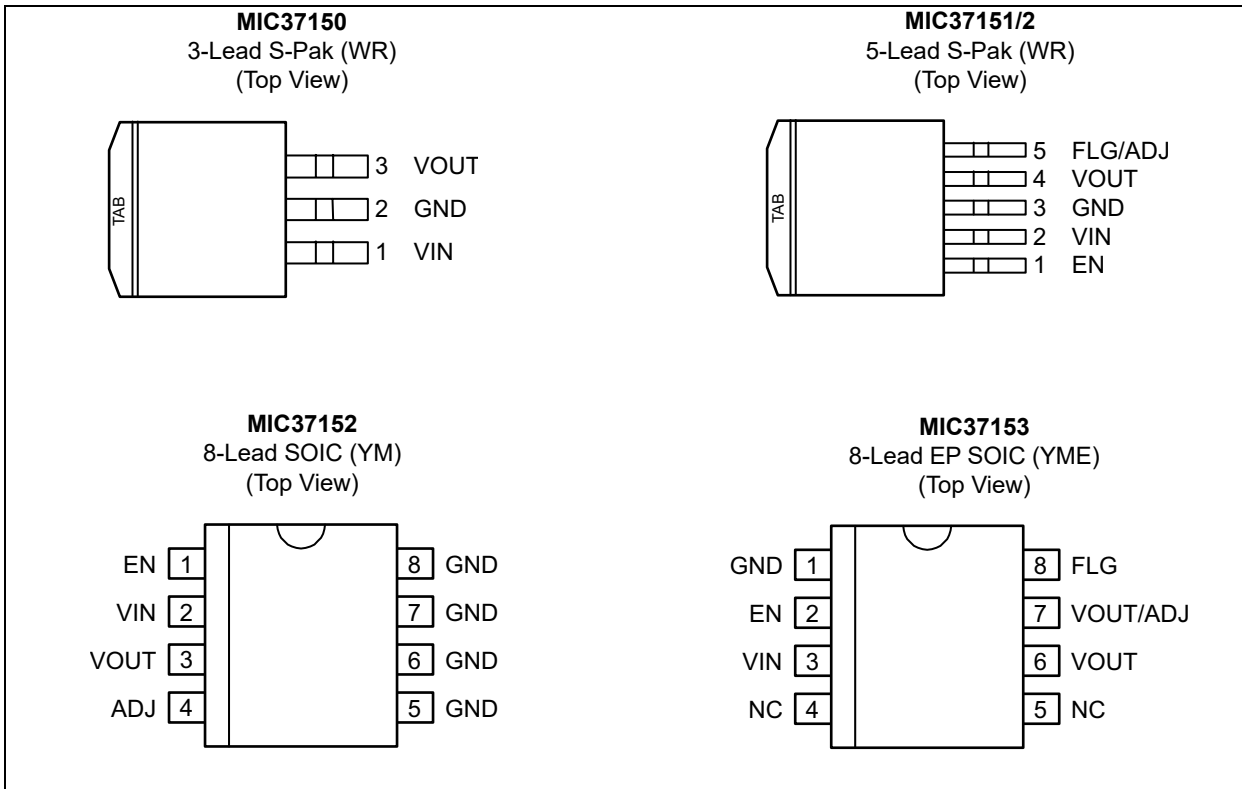 MIC37150
3-Lead S-Pak (WR)
(Top View)
TAB
3 VOUT
2 GND
1 VIN
MIC37151/2
5-Lead S-Pak (WR)
(Top View)
TAB
5 FLG/ADJ
4 VOUT
3 GND
2 VIN
1 EN
MIC37152
8-Lead SOIC (YM)
(Top View)
EN 1 8 GND
VIN 2 7 GND
VOUT 3 6 GND
ADJ 4 5 GND
MIC37153
8-Lead EP SOIC (YME)
(Top View)
GND 1 8 FLG
EN 2 7 VOUT/ADJ
VIN 3 6 VOUT
NC 4 5 NC